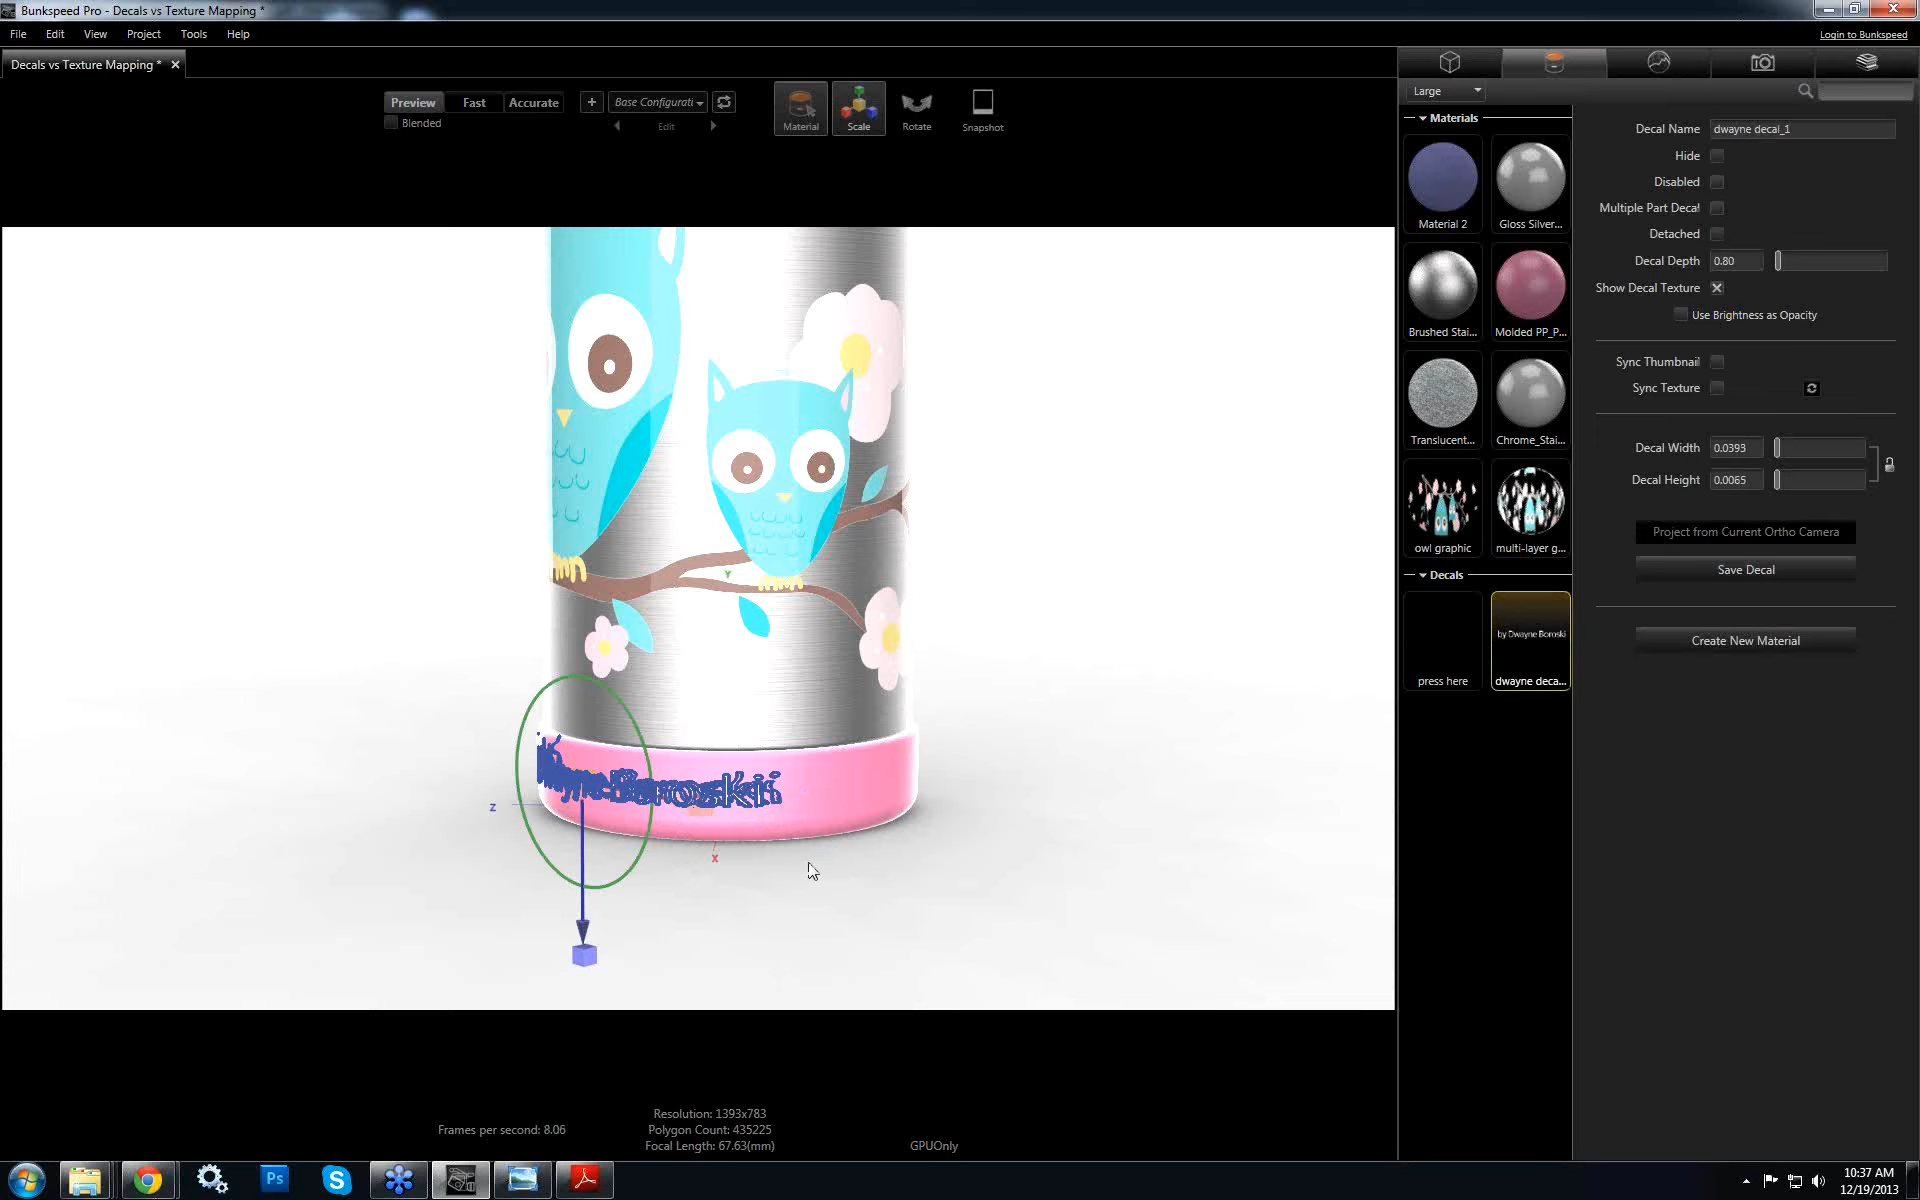 Bunkspeed Pro - Decals vs Texture Mapping *
File Edit View Project Tools Help
Login to Bunkspeed
Decals vs Texture Mapping *
Preview Fast Accurate
Blended
Base Configurati
Edit
Material
Scale
Rotate
Snapshot
Large
Materials
Material 2
Gloss Silver...
Brushed Stai...
Molded PP_P...
Translucent...
Chrome_Stai...
owl graphic
multi-layer g...
Decals
press here
by Dwayne Boroski
dwayne deca...
Decal Name dwayne decal_1
Hide
Disabled
Multiple Part Decal
Detached
Decal Depth 0.80
Show Decal Texture
Use Brightness as Opacity
Sync Thumbnail
Sync Texture
Decal Width 0.0393
Decal Height 0.0065
Project from Current Ortho Camera
Save Decal
Create New Material
Y
Z
X
Frames per second: 8.06
Resolution: 1393x783
Polygon Count: 435225
Focal Length: 67.63(mm)
GPUOnly
Ps
10:37 AM
12/19/2013